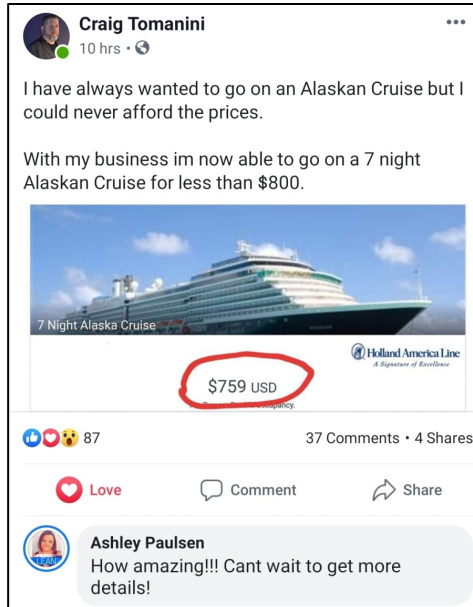 Craig Tomanini
10 hrs •
I have always wanted to go on an Alaskan Cruise but I
could never afford the prices.
With my business im now able to go on a 7 night
Alaskan Cruise for less than $800.
7 Night Alaska Cruise
Holland America Line
A Signature of Excellence
$759 USD
Occupancy.
87
37 Comments • 4 Shares
Love
Comment
Share
LEAN
Ashley Paulsen
How amazing!!! Cant wait to get more
details!